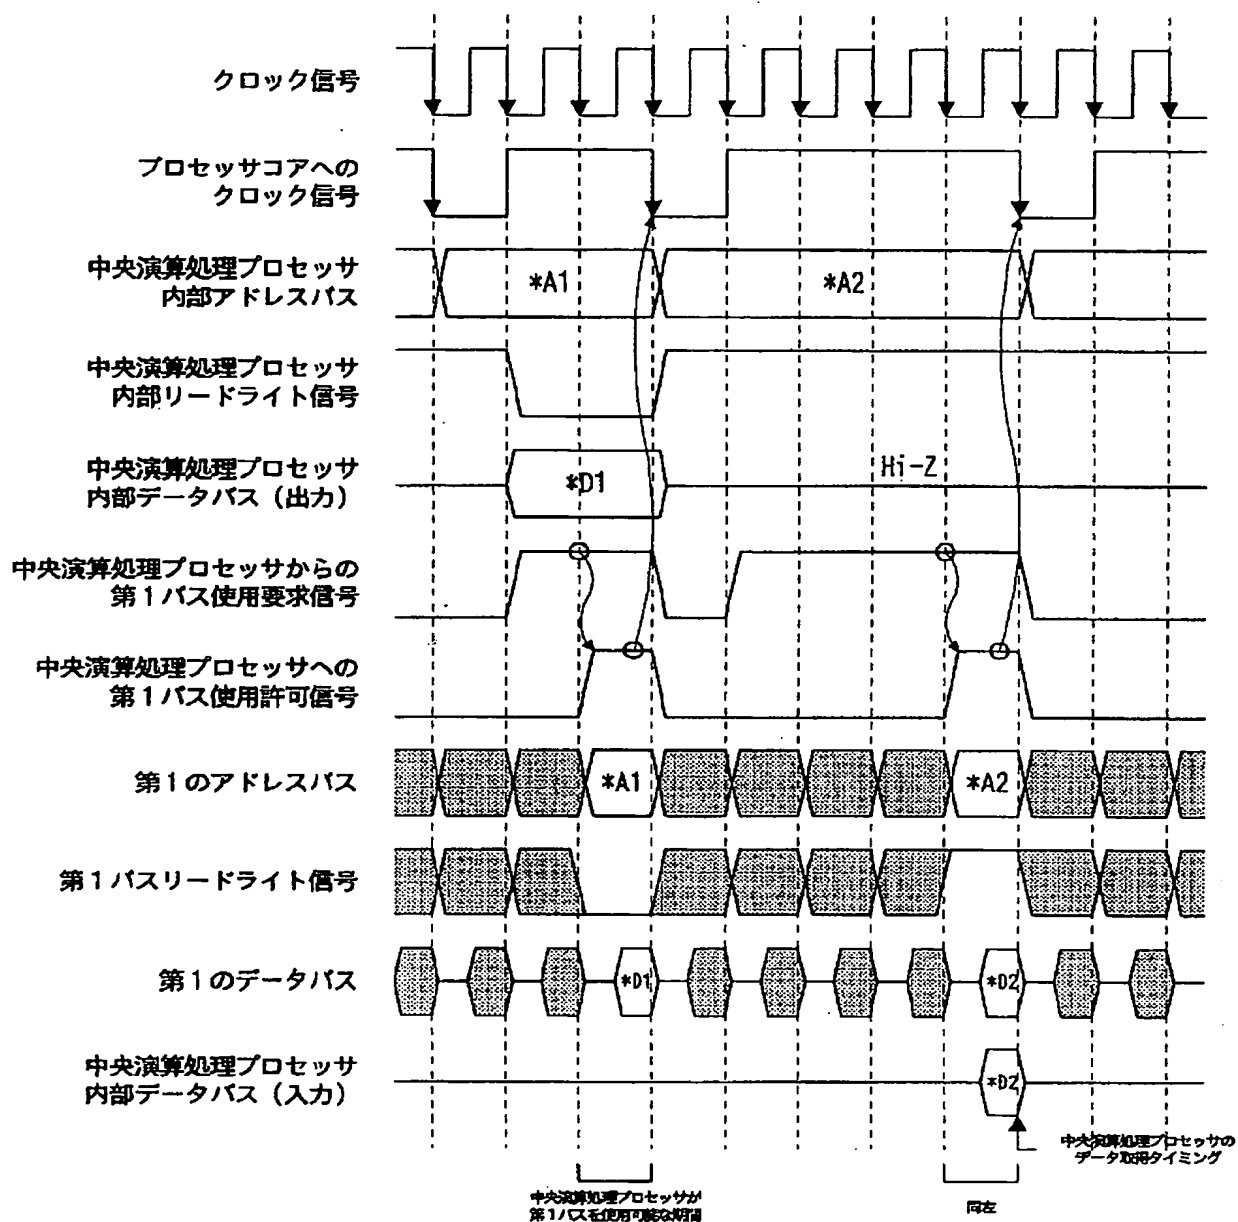 クロック信号
プロセッサコアへの
クロック信号
中央演算処理プロセッサ
内部アドレスバス
*A1
*A2
中央演算処理プロセッサ
内部リードライト信号
中央演算処理プロセッサ
内部データバス（出力）
*D1
Hi-Z
中央演算処理プロセッサからの
第１バス使用要求信号
中央演算処理プロセッサへの
第１バス使用許可信号
第１のアドレスバス
*A1
*A2
第１バスリードライト信号
第１のデータバス
*D1
*D2
中央演算処理プロセッサ
内部データバス（入力）
*D2
中央演算処理プロセッサの
データ取得タイミング
中央演算処理プロセッサが
第１バスを使用可能な期間
同左